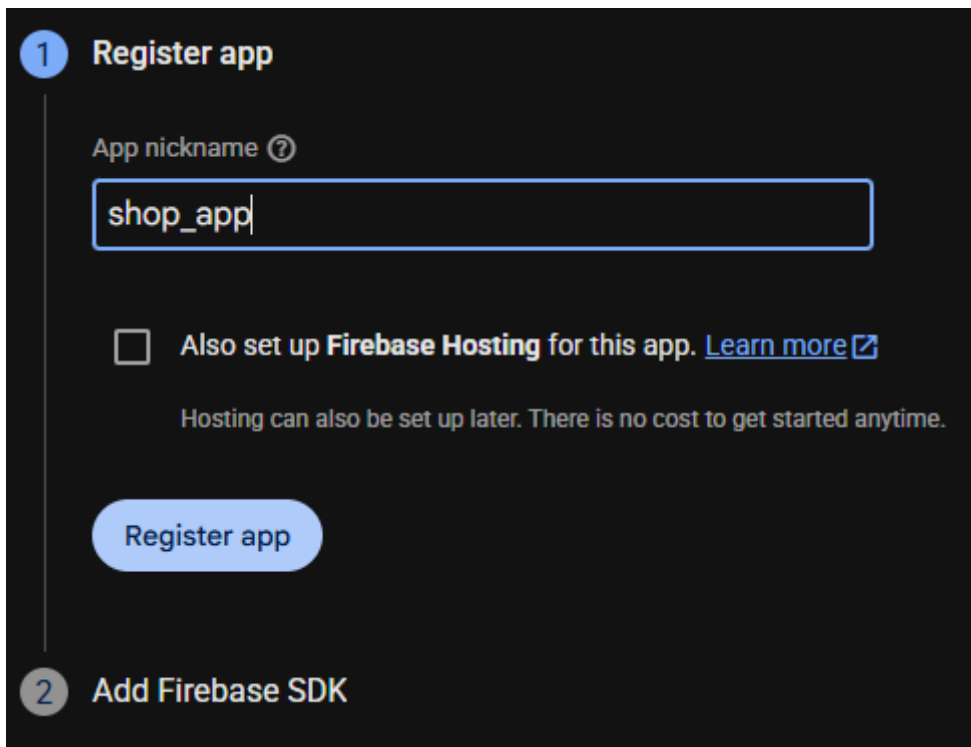 1 Register app
App nickname ?
shop_app
Also set up Firebase Hosting for this app. Learn more
Hosting can also be set up later. There is no cost to get started anytime.
Register app
2 Add Firebase SDK